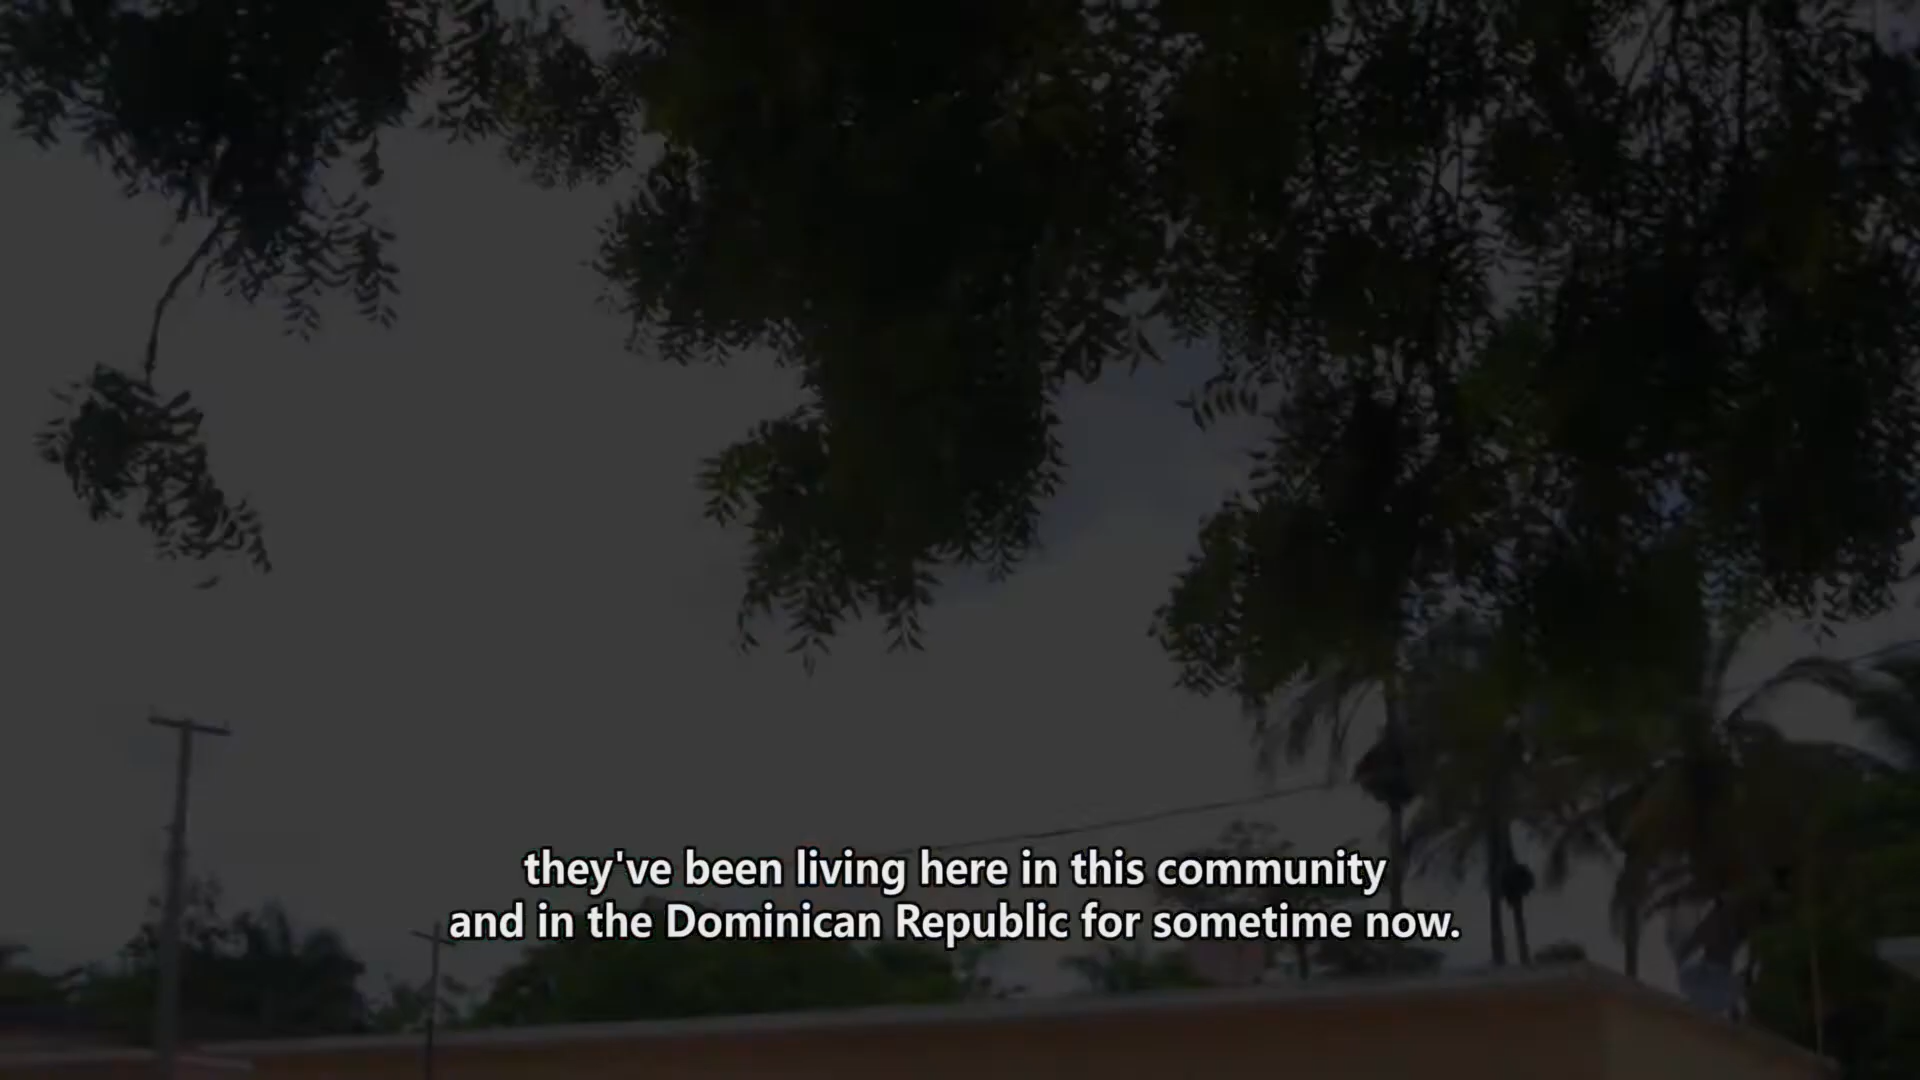 they've been living here in this community
and in the Dominican Republic for sometime now.